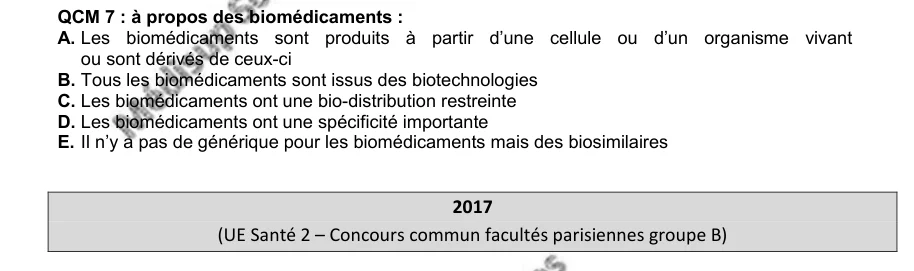 QCM 7 : à propos des biomédicaments :
A. Les biomédicaments sont produits à partir d'une cellule ou d'un organisme vivant
ou sont dérivés de ceux-ci
B. Tous les biomédicaments sont issus des biotechnologies
C. Les biomédicaments ont une bio-distribution restreinte
D. Les biomédicaments ont une spécificité importante
E. Il n'y a pas de générique pour les biomédicaments mais des biosimilaires
2017
(UE Santé 2 – Concours commun facultés parisiennes groupe B)